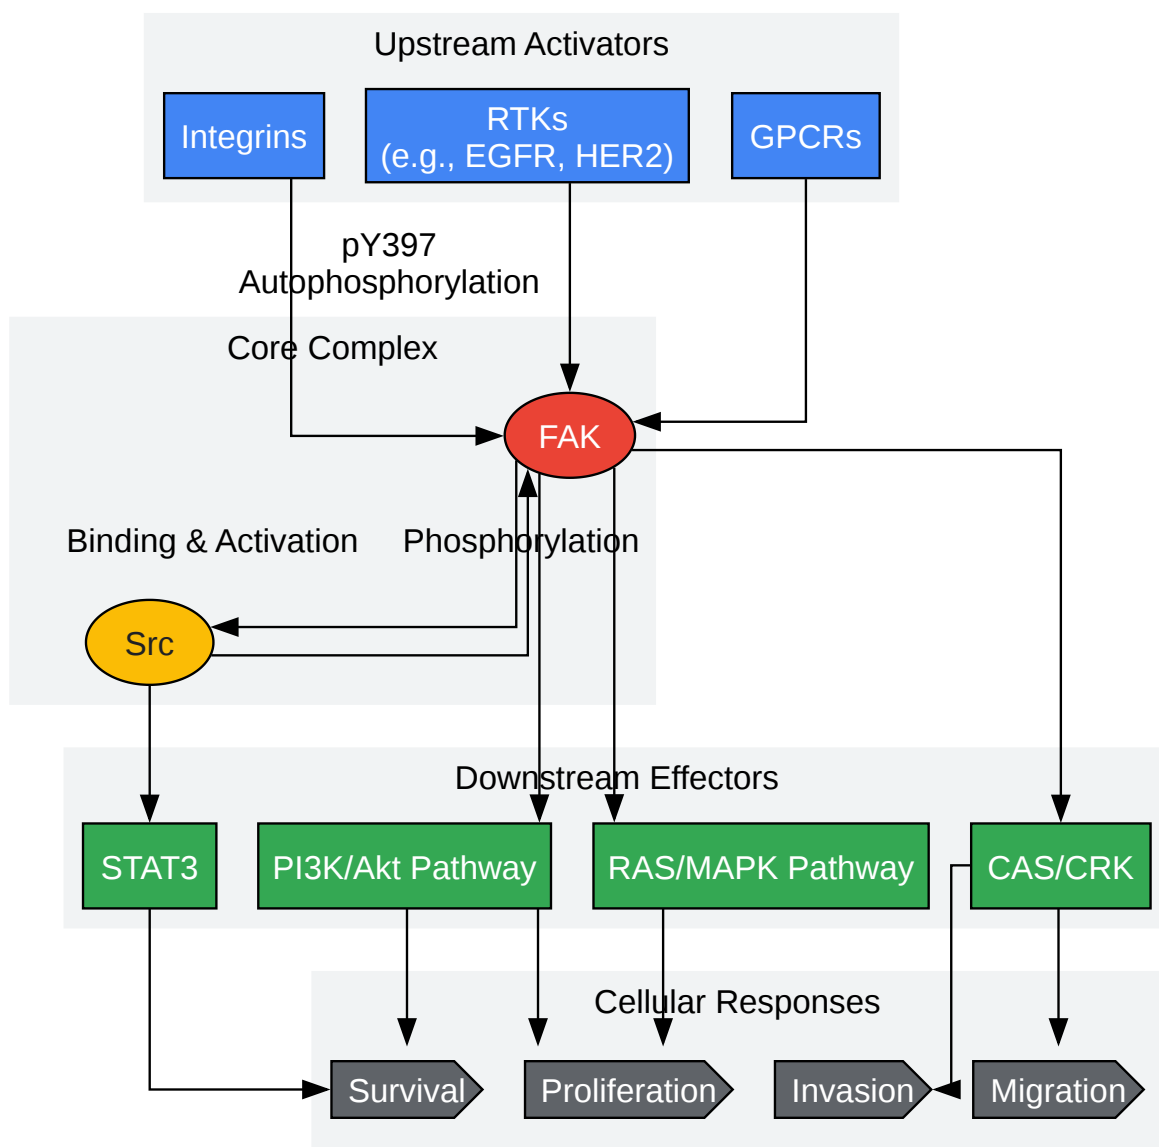 Upstream Activators
Integrins
RTKs
(e.g., EGFR, HER2)
GPCRs
pY397
Autophosphorylation
Core Complex
FAK
Binding & Activation
Phosphorylation
Src
Downstream Effectors
STAT3
PI3K/Akt Pathway
RAS/MAPK Pathway
CAS/CRK
Cellular Responses
Survival
Proliferation
Invasion
Migration